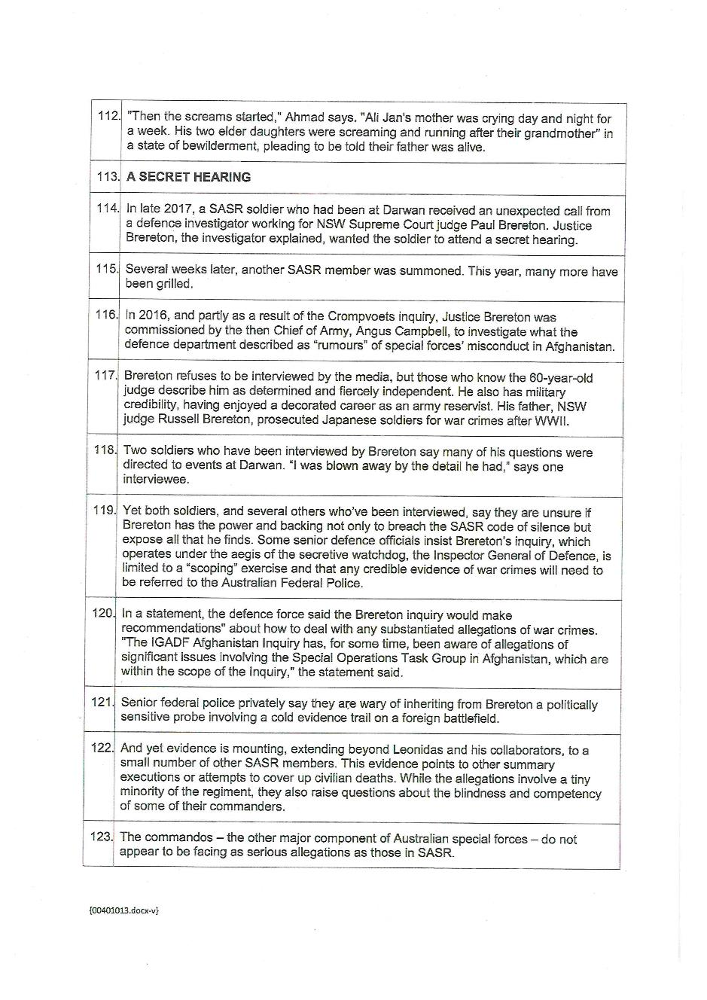 112. "Then the screams started," Ahmad says. "Ali Jan's mother was crying day and night for
a week. His two elder daughters were screaming and running after their grandmother" in
a state of bewilderment, pleading to be told their father was alive.
113. A SECRET HEARING
114. In late 2017, a SASR soldier who had been at Darwan received an unexpected call from
a defence investigator working for NSW Supreme Court judge Paul Brereton. Justice
Brereton, the investigator explained, wanted the soldier to attend a secret hearing.
115. Several weeks later, another SASR member was summoned. This year, many more have
been grilled.
116. In 2016, and partly as a result of the Crompvoets inquiry, Justice Brereton was
commissioned by the then Chief of Army, Angus Campbell, to investigate what the
defence department described as “rumours” of special forces’ misconduct in Afghanistan.
117. Brereton refuses to be interviewed by the media, but those who know the 60-year-old
judge describe him as determined and fiercely independent. He also has military
credibility, having enjoyed a decorated career as an army reservist. His father, NSW
judge Russell Brereton, prosecuted Japanese soldiers for war crimes after WWII.
118. Two soldiers who have been interviewed by Brereton say many of his questions were
directed to events at Darwan. “I was blown away by the detail he had,” says one
interviewee.
119. Yet both soldiers, and several others who’ve been interviewed, say they are unsure if
Brereton has the power and backing not only to breach the SASR code of silence but
expose all that he finds. Some senior defence officials insist Brereton’s inquiry, which
operates under the aegis of the secretive watchdog, the Inspector General of Defence, is
limited to a “scoping” exercise and that any credible evidence of war crimes will need to
be referred to the Australian Federal Police.
120. In a statement, the defence force said the Brereton inquiry would make
recommendations" about how to deal with any substantiated allegations of war crimes.
"The IGADF Afghanistan Inquiry has, for some time, been aware of allegations of
significant issues involving the Special Operations Task Group in Afghanistan, which are
within the scope of the Inquiry," the statement said.
121. Senior federal police privately say they are wary of inheriting from Brereton a politically
sensitive probe involving a cold evidence trail on a foreign battlefield.
122. And yet evidence is mounting, extending beyond Leonidas and his collaborators, to a
small number of other SASR members. This evidence points to other summary
executions or attempts to cover up civilian deaths. While the allegations involve a tiny
minority of the regiment, they also raise questions about the blindness and competency
of some of their commanders.
123. The commandos – the other major component of Australian special forces – do not
appear to be facing as serious allegations as those in SASR.
{00401013.docx-v}